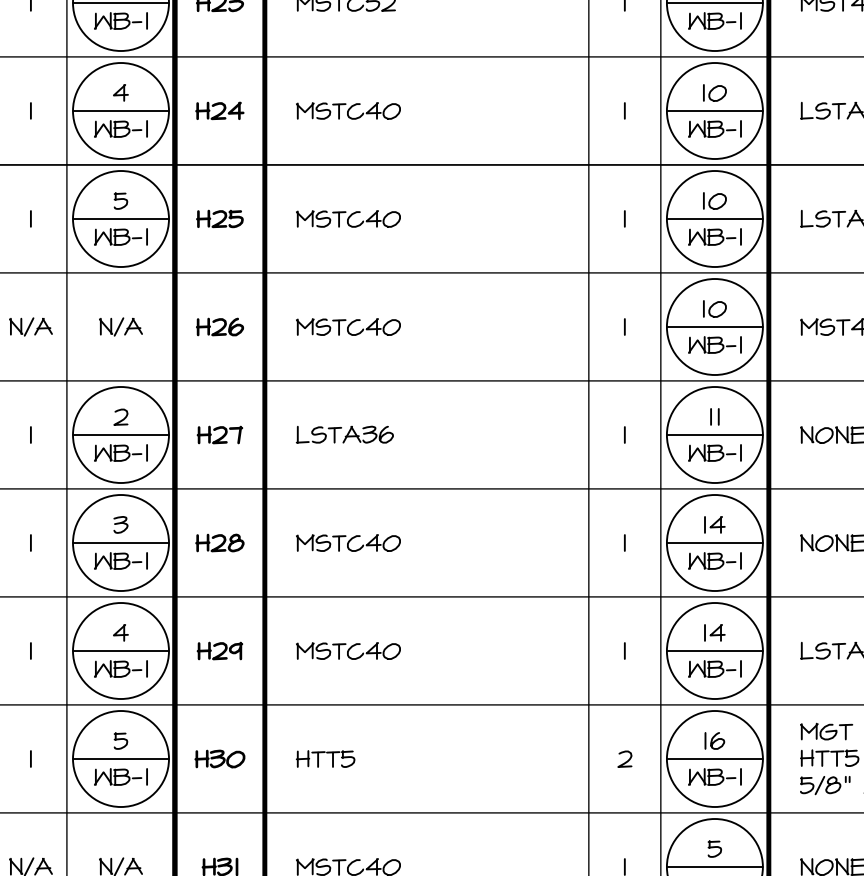 1 WB-1 H23 MSTC52 1 WB-1 MST4
4
1 H24 MSTC40 1 10 LSTA
WB-1 WB-1
5
1 H25 MSTC40 1 10 LSTA
WB-1 WB-1
N/A N/A H26 MSTC40 1 10 MST4
WB-1
2 11
1 H27 LSTA36 1 NONE
WB-1 WB-1
3 14
1 H28 MSTC40 1 NONE
WB-1 WB-1
4 14
1 H29 MSTC40 1 LSTA
WB-1 WB-1
5 16 MGT
1 H30 HTT5 2 HTT5
WB-1 WB-1 5/8"
5
N/A N/A H31 MSTC40 1 NONE